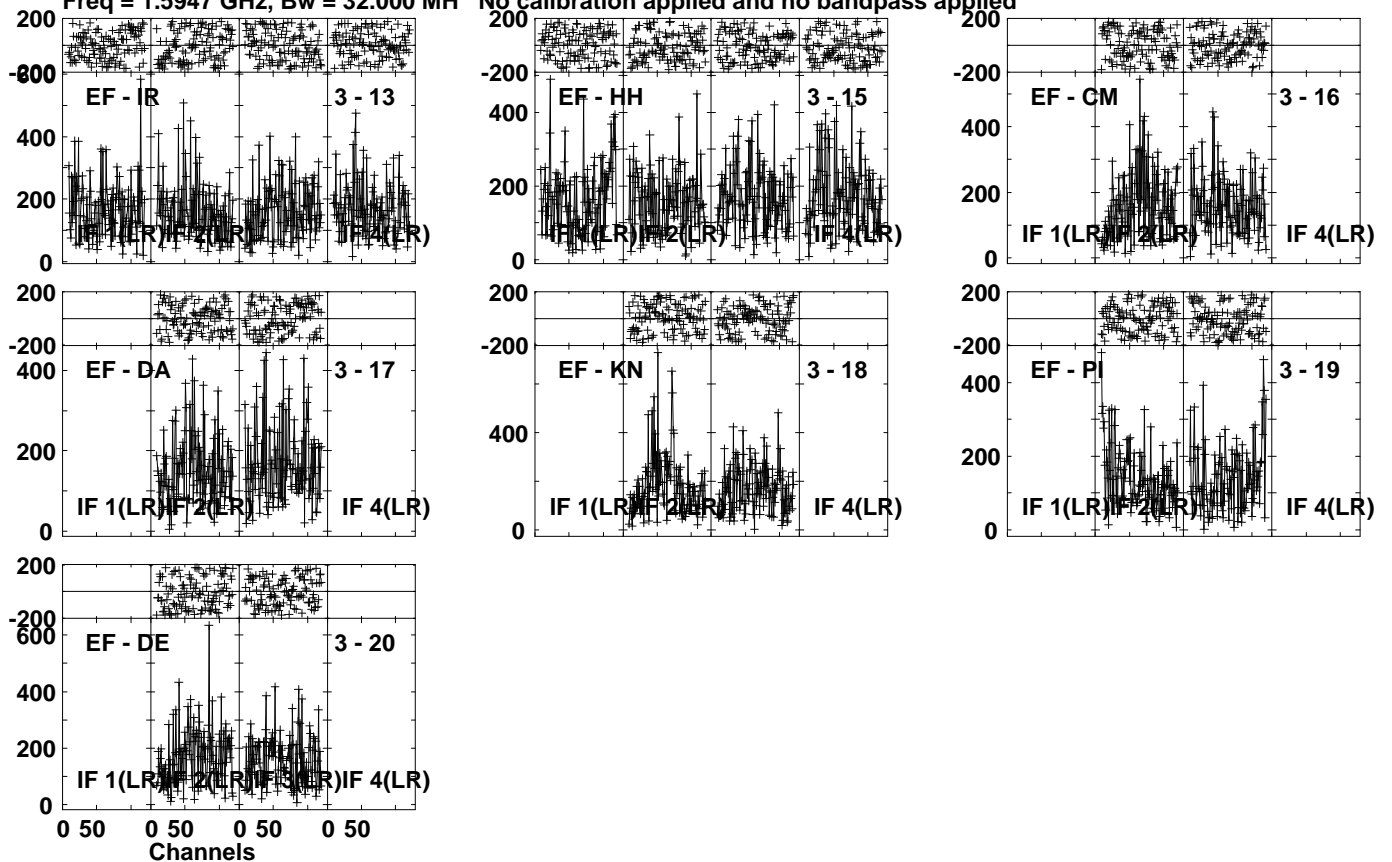 Freq = 1.5947 GHz, Bw = 32.000 MH No calibration applied and no bandpass applied
200
-200
600
EF - IR
3 - 13
400
200
0
IF 1(LR)
IF 2(LR)
IF 4(LR)
200
-200
EF - HH
3 - 15
400
200
0
IF 1(LR)
IF 2(LR)
IF 4(LR)
200
-200
EF - CM
3 - 16
400
200
0
IF 1(LR)
IF 2(LR)
IF 4(LR)
200
-200
EF - DA
3 - 17
400
200
0
IF 1(LR)
IF 2(LR)
IF 4(LR)
200
-200
EF - KN
3 - 18
400
0
IF 1(LR)
IF 2(LR)
IF 4(LR)
200
-200
EF - PI
3 - 19
400
200
0
IF 1(LR)
IF 2(LR)
IF 4(LR)
200
-200
600
EF - DE
3 - 20
400
200
0
IF 1(LR)
IF 2(LR)
IF 3(LR)
IF 4(LR)
0 50 0 50 0 50 0 50
Channels